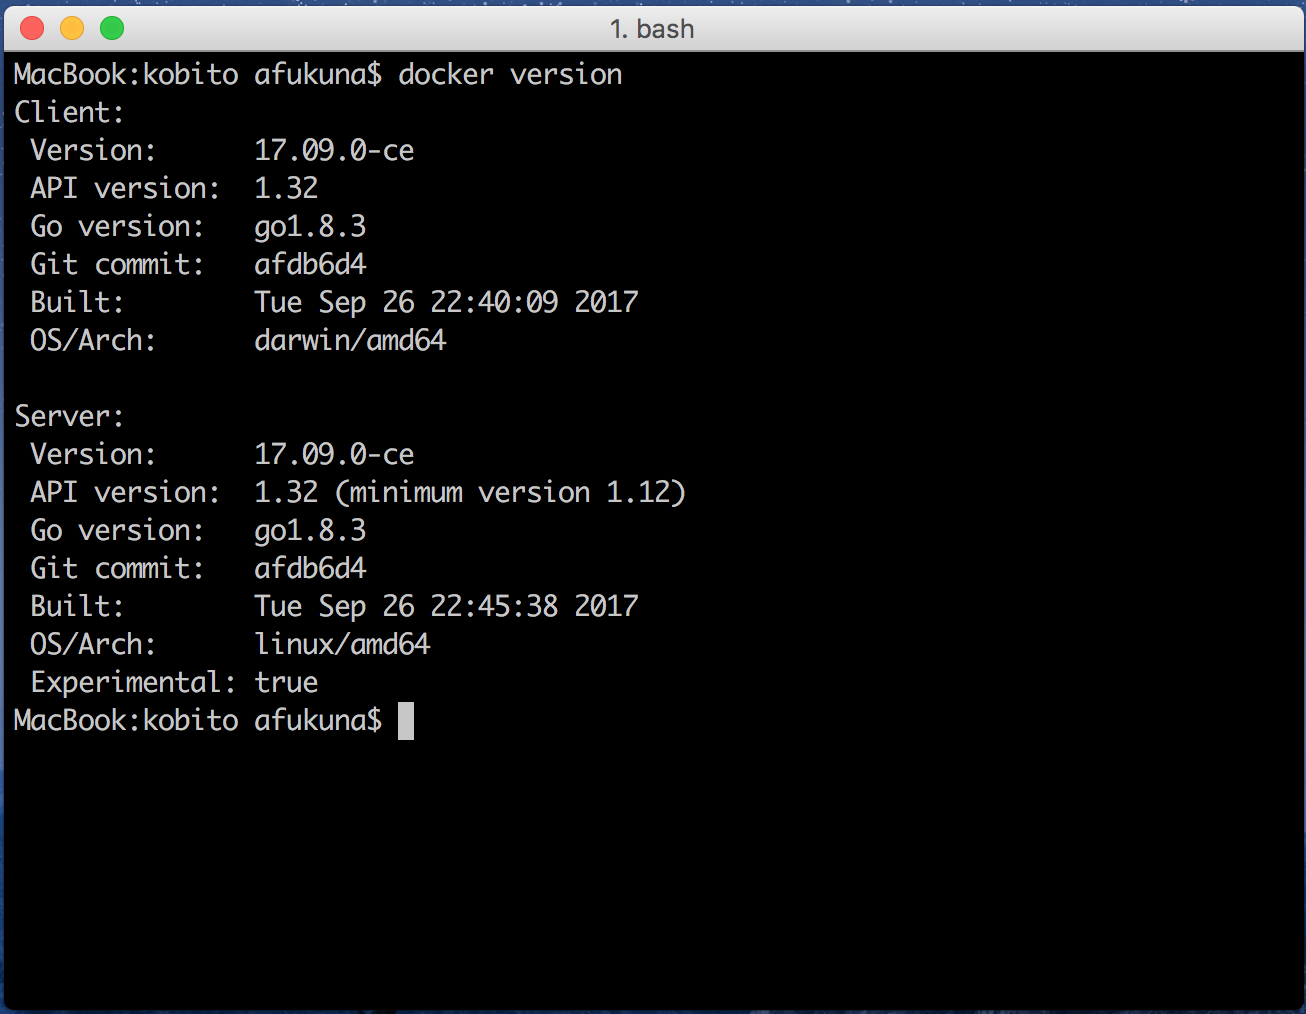 1. bash
MacBook:kobito afukuna$ docker version
Client:
 Version:      17.09.0-ce
 API version:  1.32
 Go version:   go1.8.3
 Git commit:   afdb6d4
 Built:        Tue Sep 26 22:40:09 2017
 OS/Arch:      darwin/amd64

Server:
 Version:      17.09.0-ce
 API version:  1.32 (minimum version 1.12)
 Go version:   go1.8.3
 Git commit:   afdb6d4
 Built:        Tue Sep 26 22:45:38 2017
 OS/Arch:      linux/amd64
 Experimental: true
MacBook:kobito afukuna$